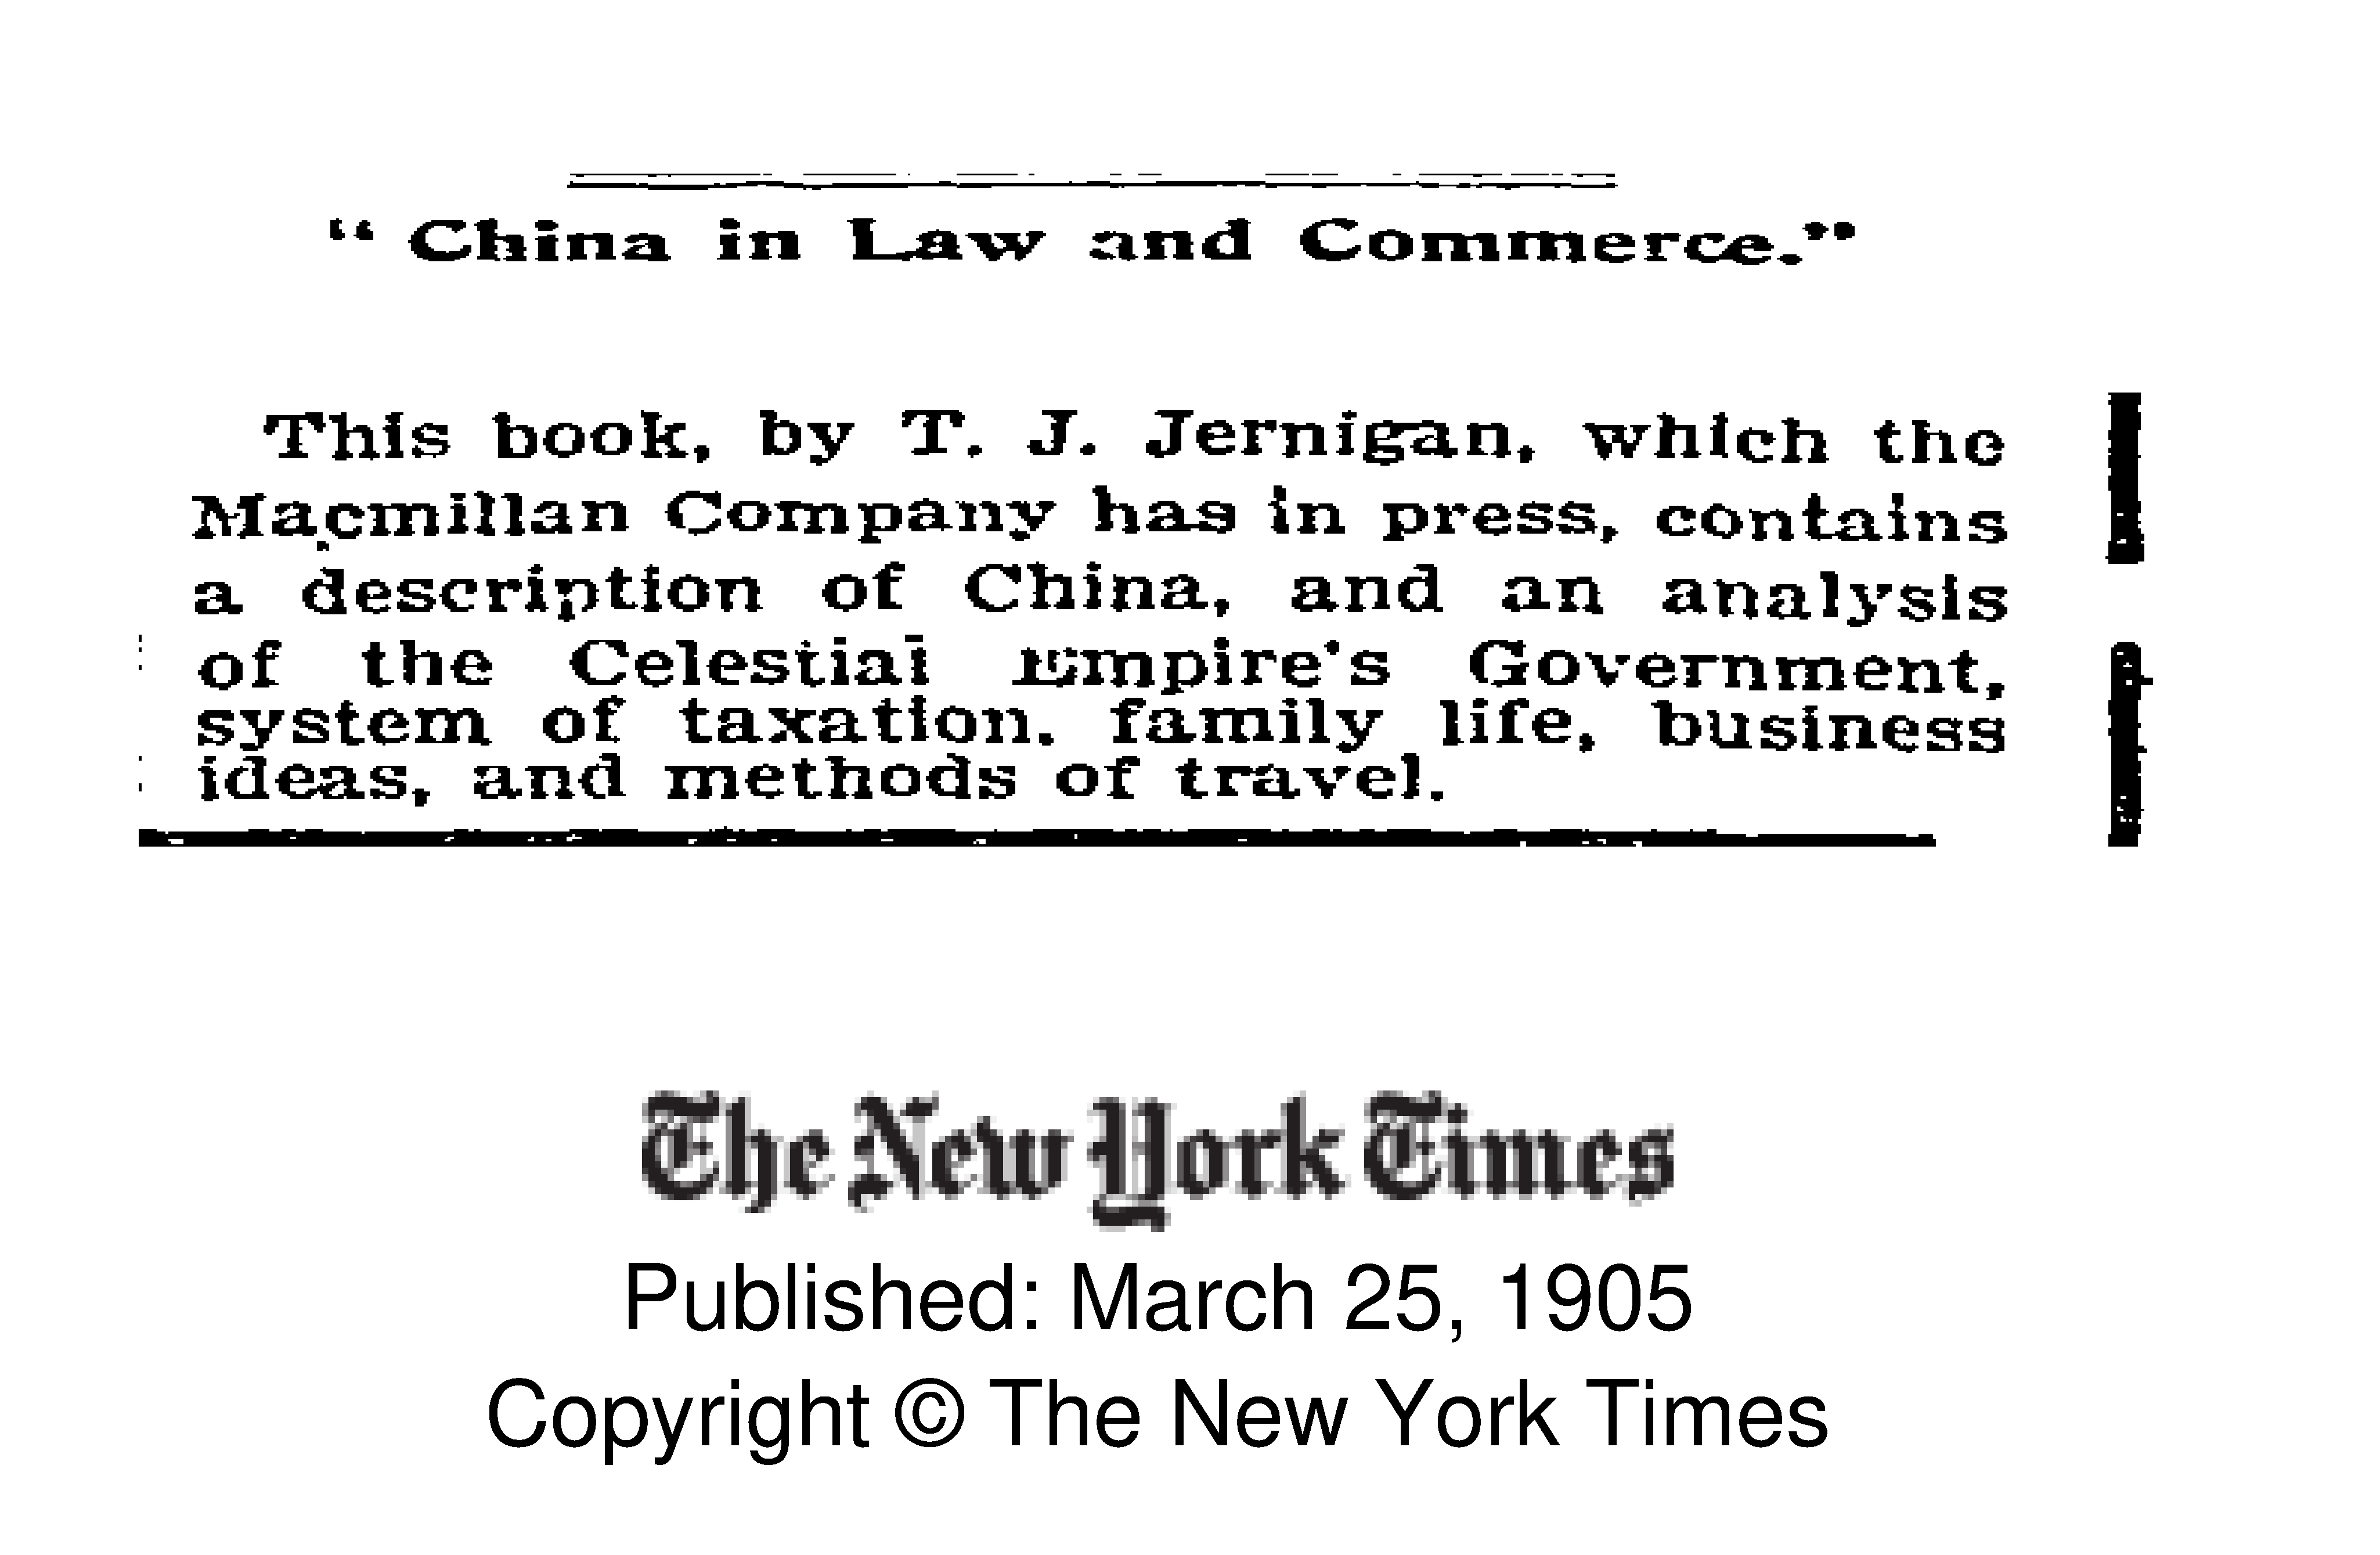 “ China in Law and Commerce.”
This book, by T. J. Jernigan, which the
Macmillan Company has in press, contains
a description of China, and an analysis
of the Celestial Empire's Government,
system of taxation, family life, business
ideas, and methods of travel.
The New York Times
Published: March 25, 1905
Copyright © The New York Times